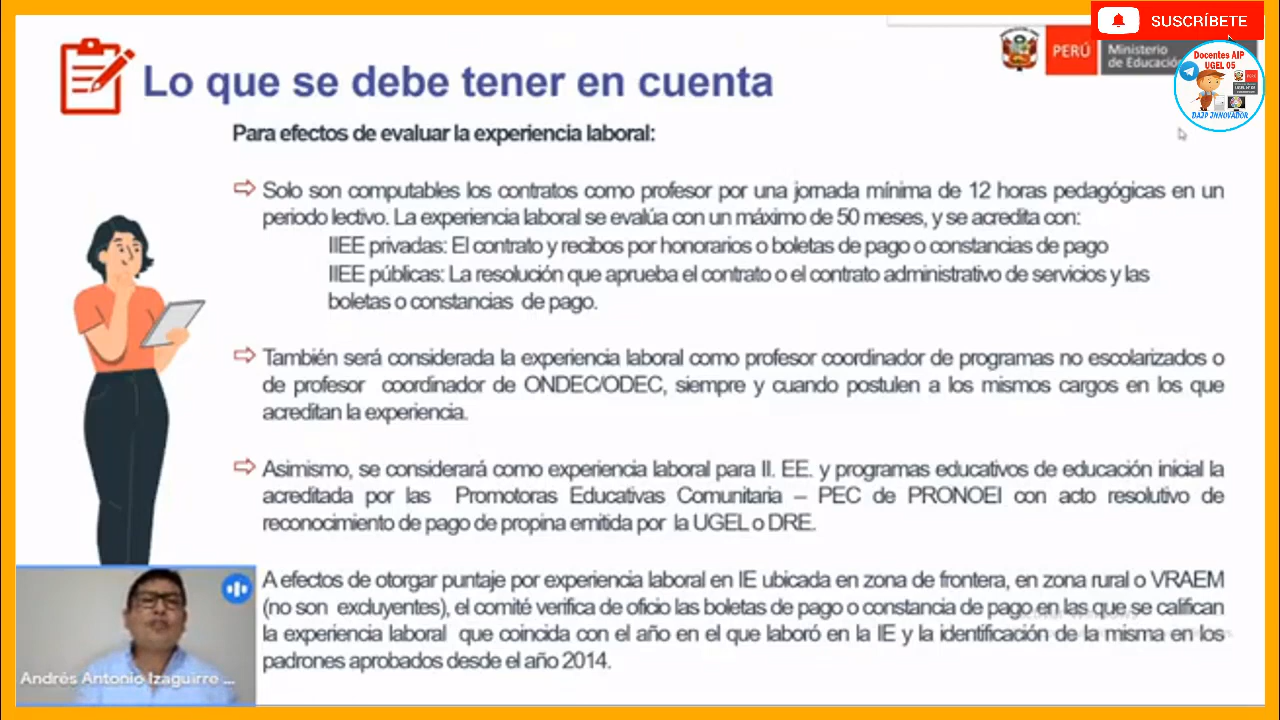 SUSCRÍBETE
PERÚ
Ministerio
de Educació
Docentes AIP
UGEL 05
DAIP INNOVADOR
Lo que se debe tener en cuenta
Para efectos de evaluar la experiencia laboral:
Solo son computables los contratos como profesor por una jornada mínima de 12 horas pedagógicas en un
periodo lectivo. La experiencia laboral se evalúa con un máximo de 50 meses, y se acredita con:
IIEE privadas: El contrato y recibos por honorarios o boletas de pago o constancias de pago
IIEE públicas: La resolución que aprueba el contrato o el contrato administrativo de servicios y las
boletas o constancias de pago.
También será considerada la experiencia laboral como profesor coordinador de programas no escolarizados o
de profesor coordinador de ONDEC/ODEC, siempre y cuando postulen a los mismos cargos en los que
acreditan la experiencia.
Asimismo, se considerará como experiencia laboral para II. EE. y programas educativos de educación inicial la
acreditada por las Promotoras Educativas Comunitaria – PEC de PRONOEI con acto resolutivo de
reconocimiento de pago de propina emitida por la UGEL o DRE.
A efectos de otorgar puntaje por experiencia laboral en IE ubicada en zona de frontera, en zona rural o VRAEM
(no son excluyentes), el comité verifica de oficio las boletas de pago o constancia de pago en las que se califican
la experiencia laboral que coincida con el año en el que laboró en la IE y la identificación de la misma en los
padrones aprobados desde el año 2014.
Andrés Antonio Izaguirre ...